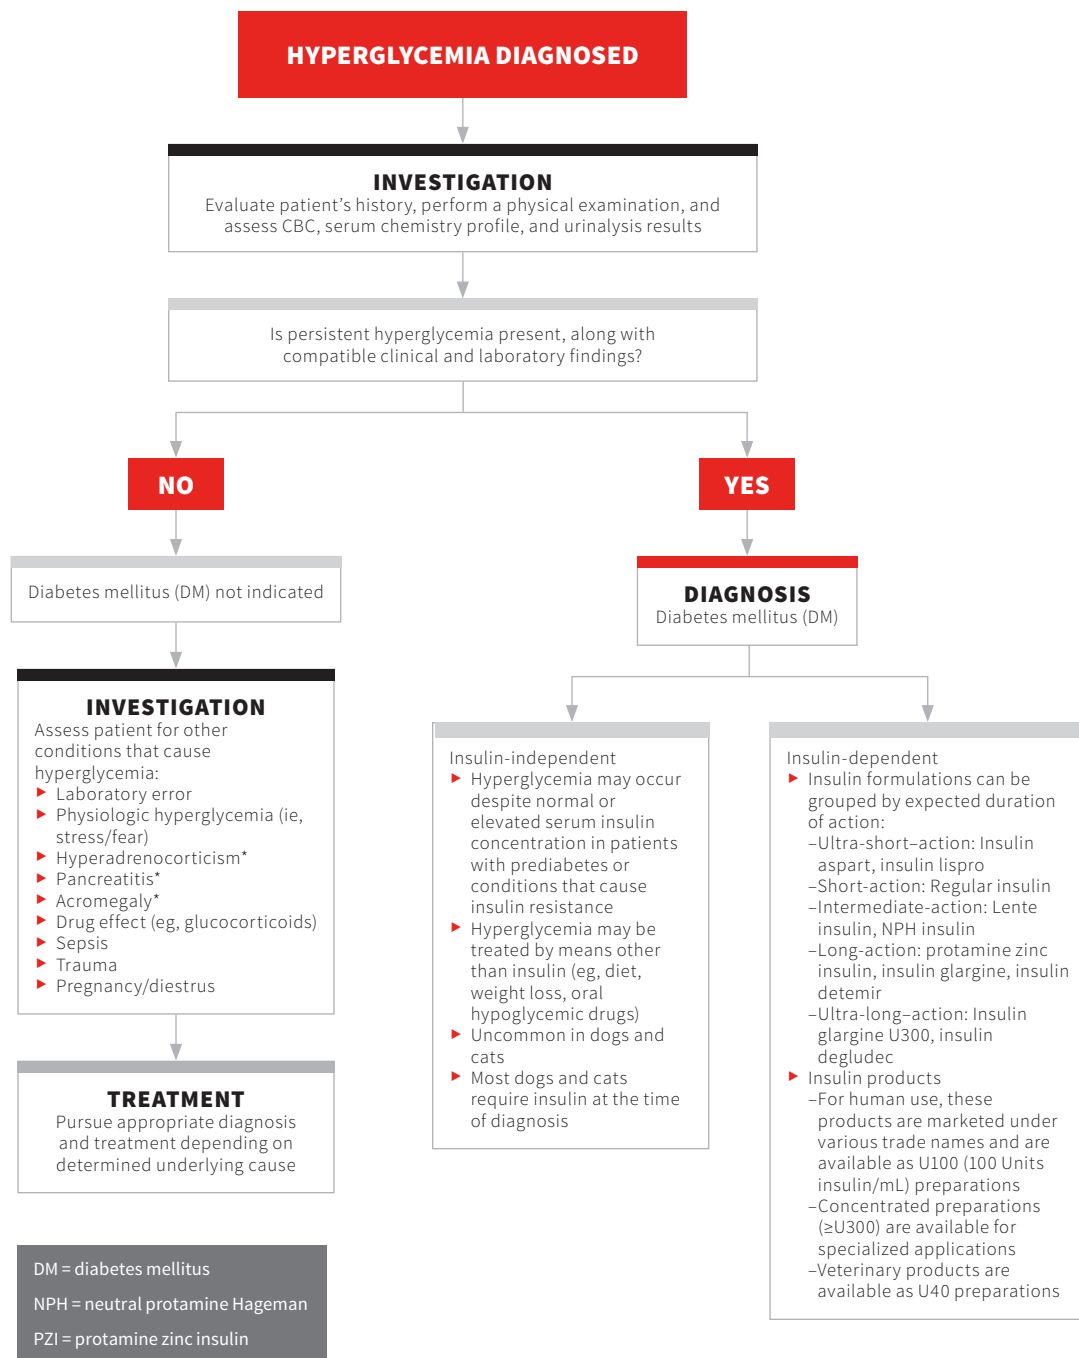 HYPERGLYCEMIA DIAGNOSED
INVESTIGATION
Evaluate patient’s history, perform a physical examination, and
assess CBC, serum chemistry profile, and urinalysis results
Is persistent hyperglycemia present, along with
compatible clinical and laboratory findings?
NO
YES
Diabetes mellitus (DM) not indicated
DIAGNOSIS
Diabetes mellitus (DM)
INVESTIGATION
Assess patient for other
conditions that cause
hyperglycemia:
► Laboratory error
► Physiologic hyperglycemia (ie,
stress/fear)
► Hyperadrenocorticism*
► Pancreatitis*
► Acromegaly*
► Drug effect (eg, glucocorticoids)
► Sepsis
► Trauma
► Pregnancy/diestrus
TREATMENT
Pursue appropriate diagnosis
and treatment depending on
determined underlying cause
Insulin-independent
► Hyperglycemia may occur
despite normal or
elevated serum insulin
concentration in patients
with prediabetes or
conditions that cause
insulin resistance
► Hyperglycemia may be
treated by means other
than insulin (eg, diet,
weight loss, oral
hypoglycemic drugs)
► Uncommon in dogs and
cats
► Most dogs and cats
require insulin at the time
of diagnosis
Insulin-dependent
► Insulin formulations can be
grouped by expected duration
of action:
–Ultra-short–action: Insulin
aspart, insulin lispro
–Short-action: Regular insulin
–Intermediate-action: Lente
insulin, NPH insulin
–Long-action: protamine zinc
insulin, insulin glargine, insulin
detemir
–Ultra-long–action: Insulin
glargine U300, insulin
degludec
► Insulin products
–For human use, these
products are marketed under
various trade names and are
available as U100 (100 Units
insulin/mL) preparations
–Concentrated preparations
(≥U300) are available for
specialized applications
–Veterinary products are
available as U40 preparations
DM = diabetes mellitus
NPH = neutral protamine Hageman
PZI = protamine zinc insulin